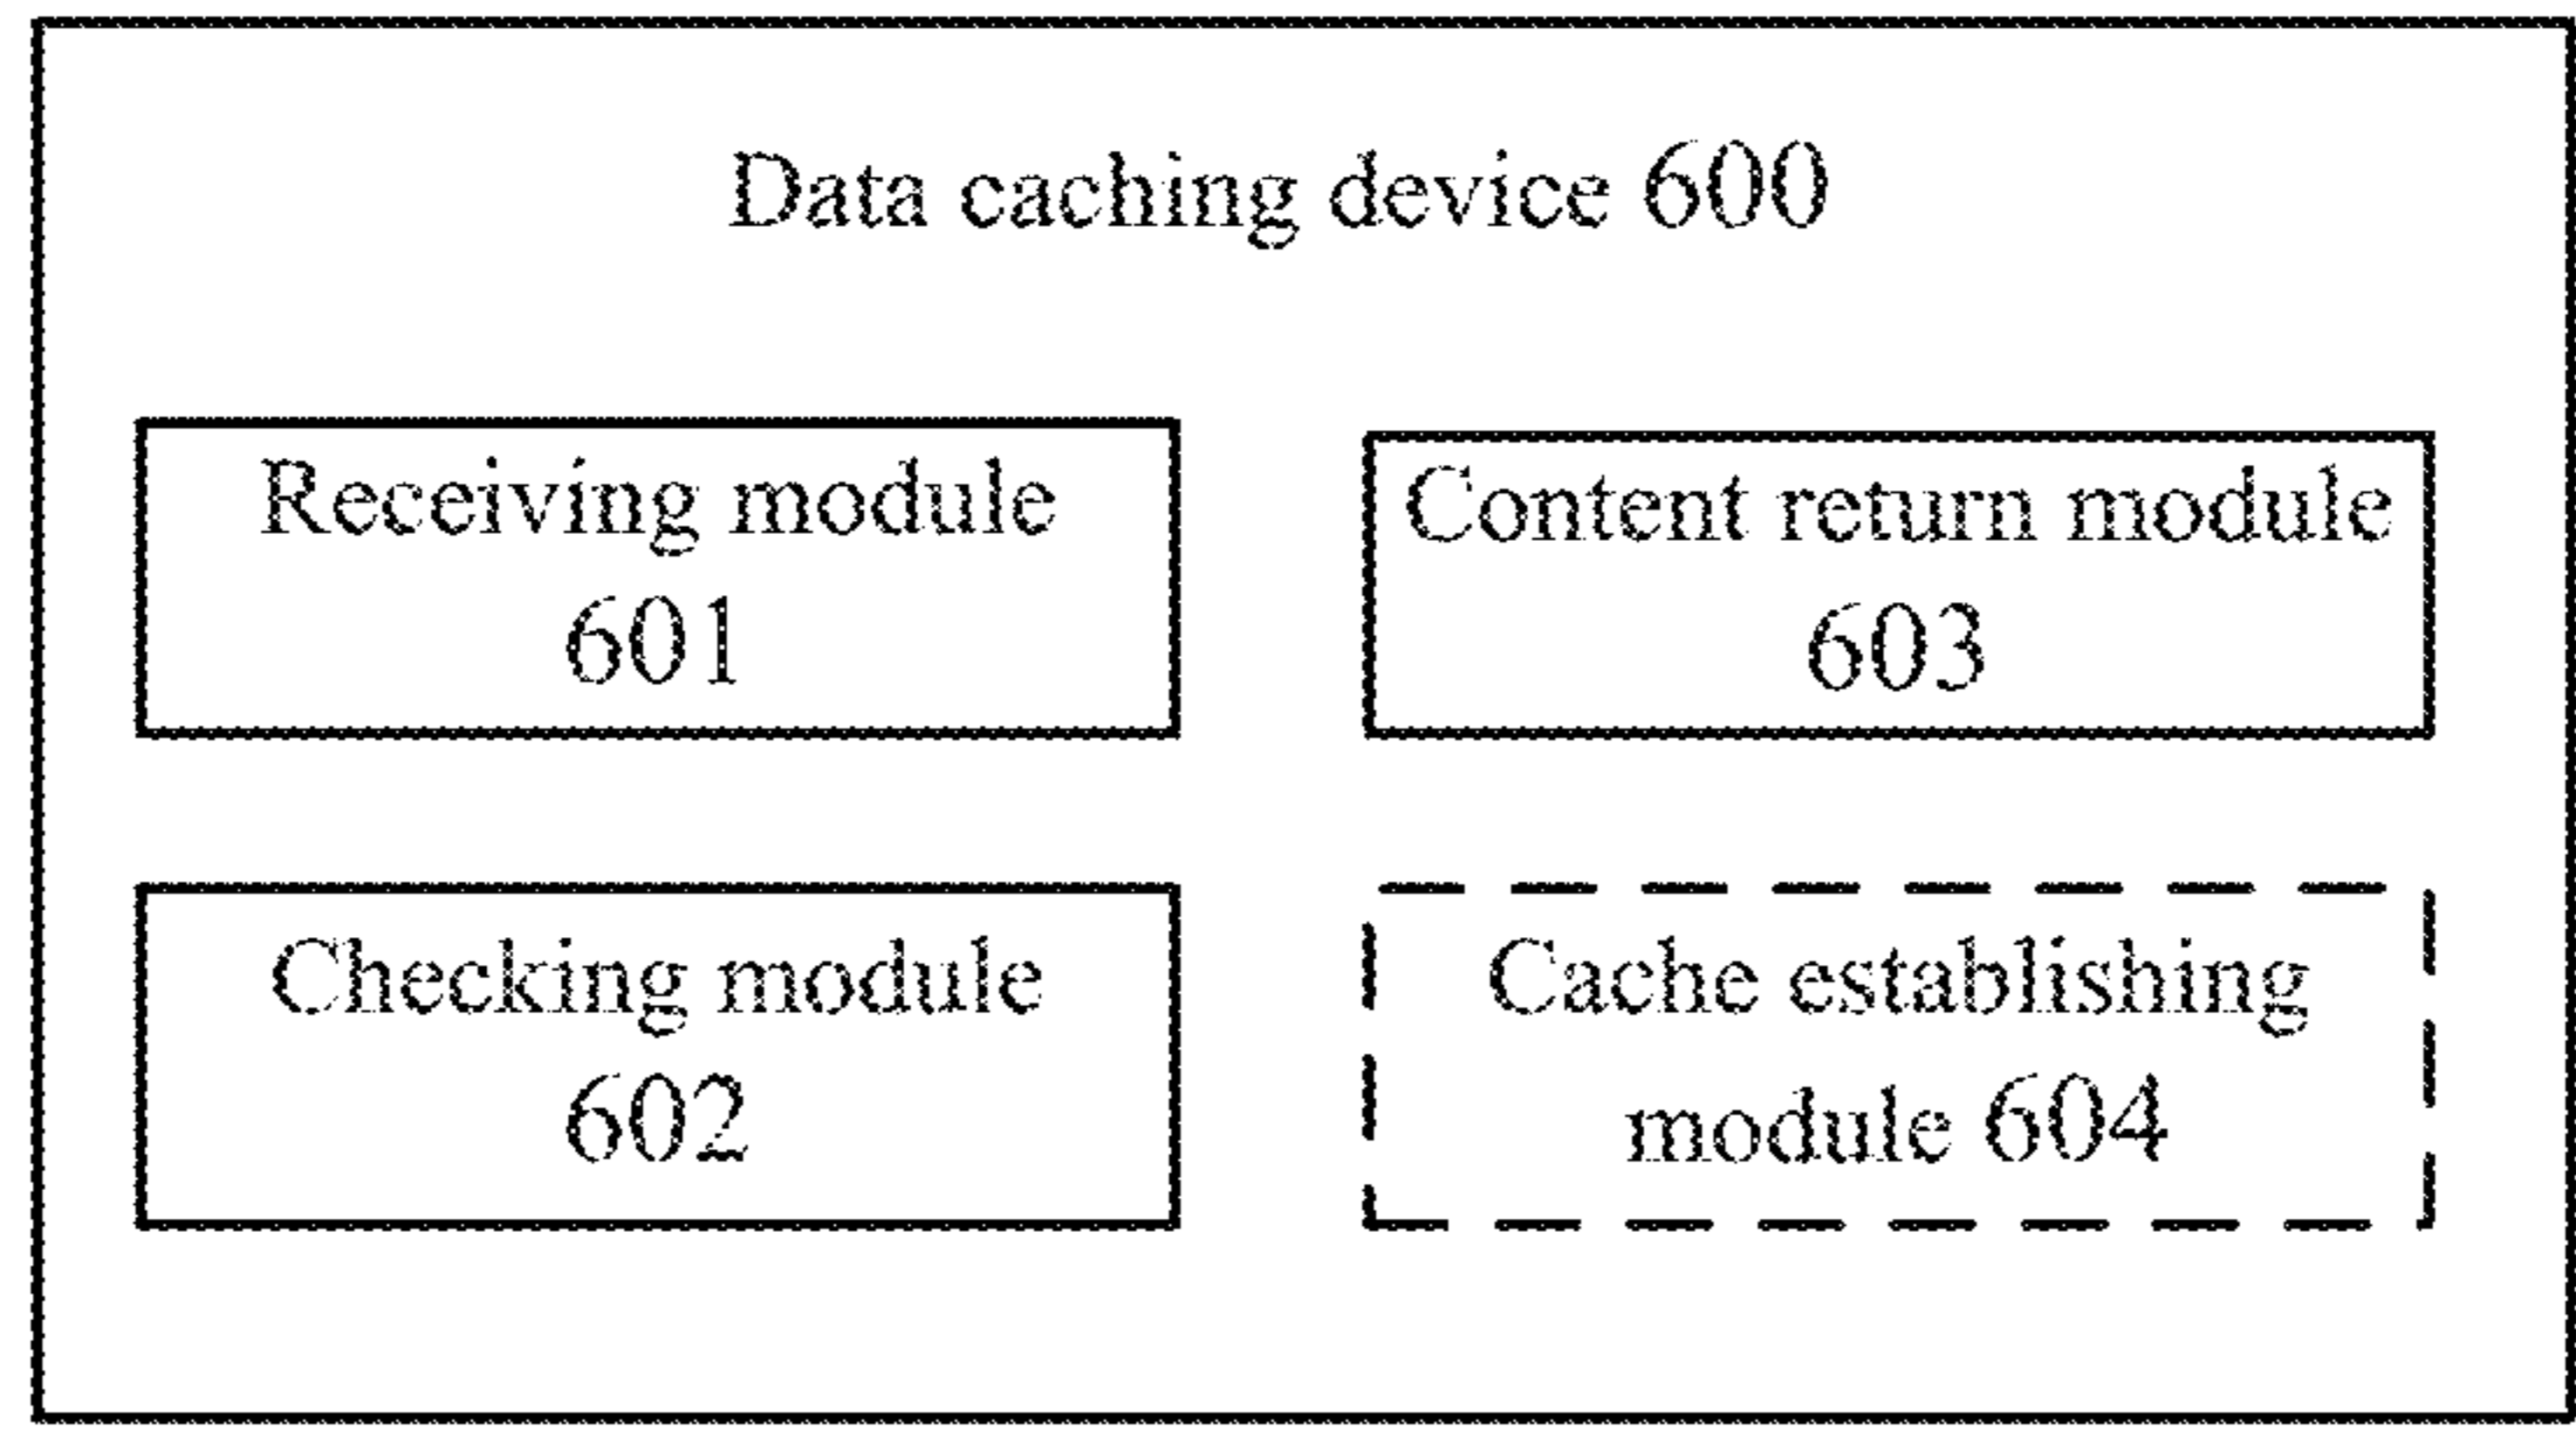 Data caching device 600
Receiving module
601
Content return module
603
Checking module
602
Cache establishing
module 604